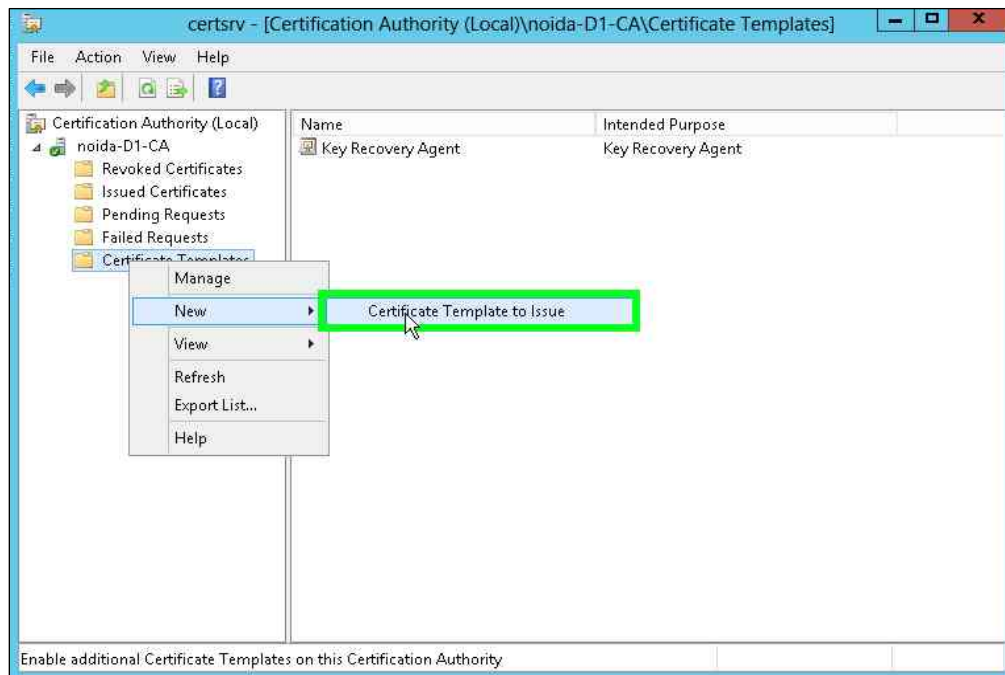 certsrv - [Certification Authority (Local)\noida-D1-CA\Certificate Templates]
File Action View Help
Certification Authority (Local)
noida-D1-CA
Revoked Certificates
Issued Certificates
Pending Requests
Failed Requests
Certificate Templates
Name Intended Purpose
Key Recovery Agent Key Recovery Agent
Manage
New
Certificate Template to Issue
View
Refresh
Export List...
Help
Enable additional Certificate Templates on this Certification Authority